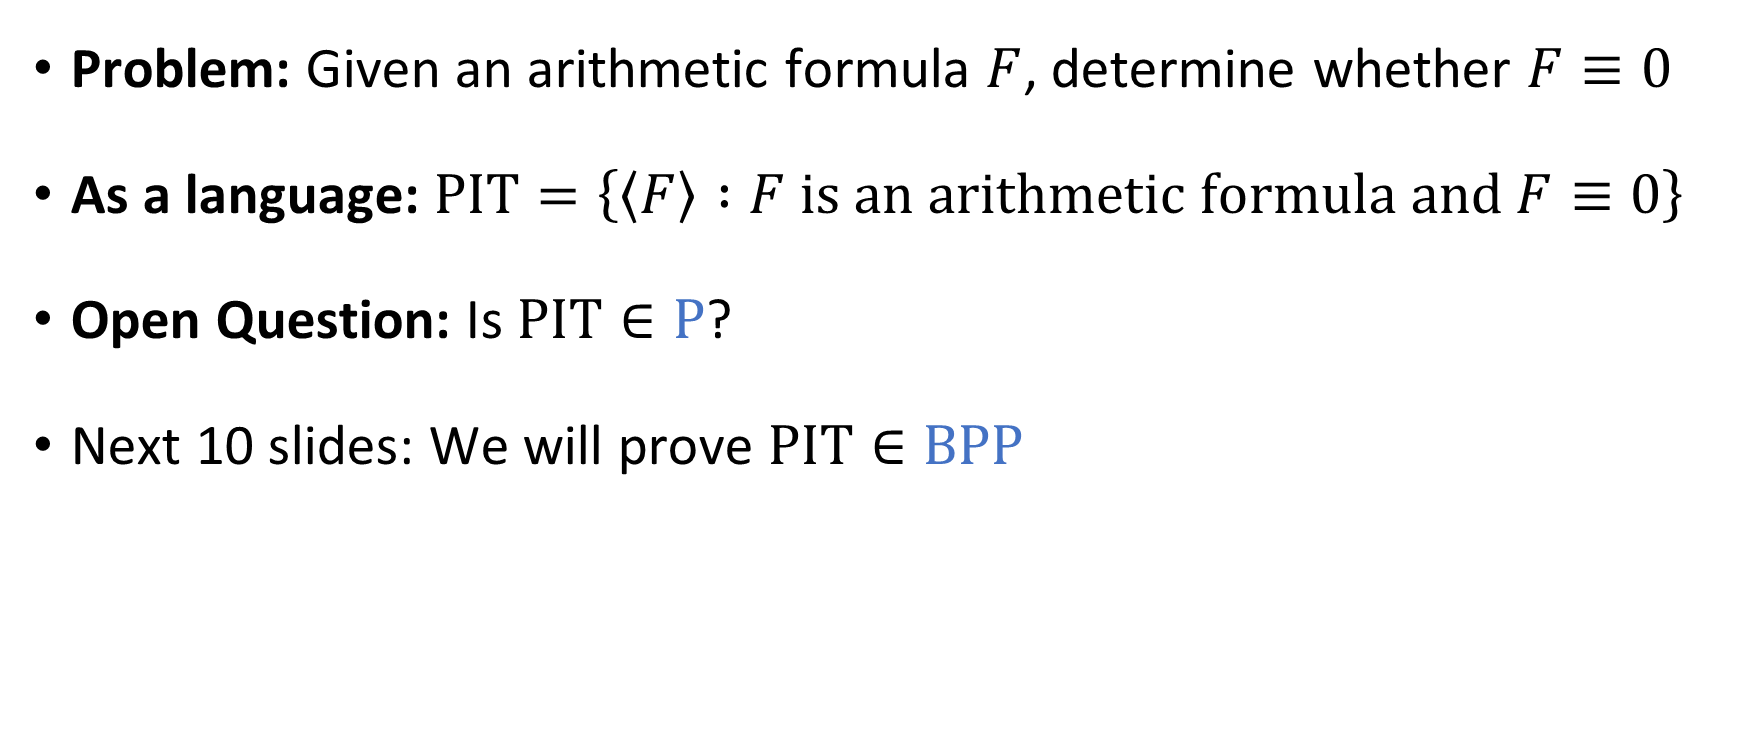 • Problem: Given an arithmetic formula F, determine whether F ≡ 0
• As a language: PIT = {⟨F⟩ : F is an arithmetic formula and F ≡ 0}
• Open Question: Is PIT ∈ P?
• Next 10 slides: We will prove PIT ∈ BPP